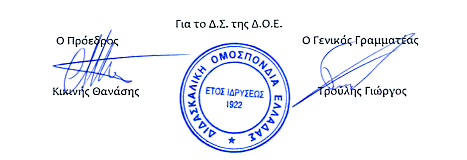 Για το Δ.Σ. της Δ.Ο.Ε.
Ο Πρόεδρος
Ο Γενικός Γραμματέας
ΔΙΔΑΣΚΑΛΙΚΗ ΟΜΟΣΠΟΝΔΙΑ ΕΛΛΑΔΑΣ
ΕΤΟΣ ΙΔΡΥΣΕΩΣ
1922
Κικινής Θανάσης
Τρούλης Γιώργος